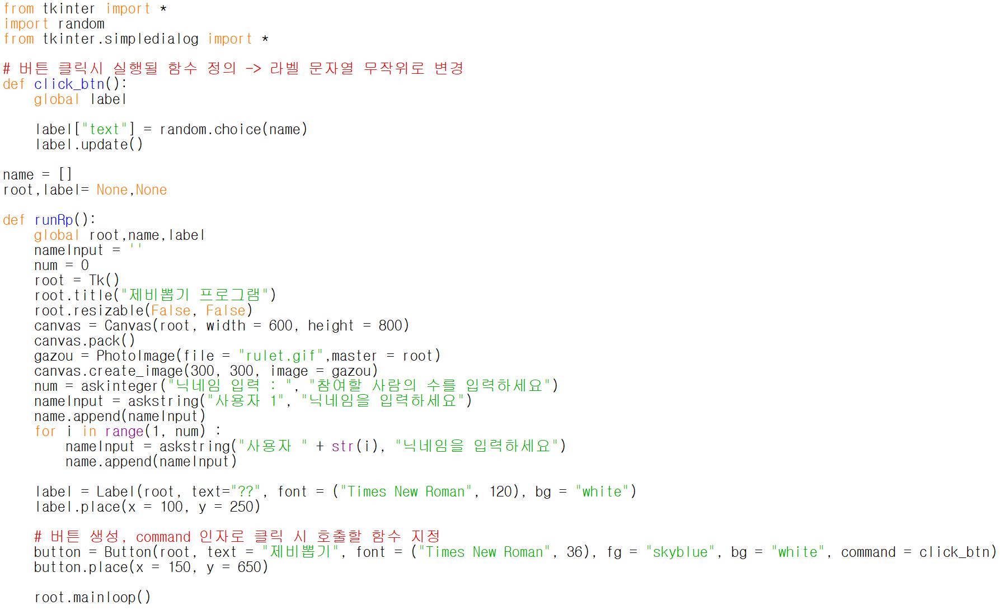 from tkinter import *
import random
from tkinter.simpledialog import *

# 버튼 클릭시 실행될 함수 정의 -> 라벨 문자열 무작위로 변경
def click_btn():
    global label

    label["text"] = random.choice(name)
    label.update()

name = []
root,label= None,None

def runRp():
    global root,name,label
    nameInput = ''
    num = 0
    root = Tk()
    root.title("제비뽑기 프로그램")
    root.resizable(False, False)
    canvas = Canvas(root, width = 600, height = 800)
    canvas.pack()
    gazou = PhotoImage(file = "rulet.gif",master = root)
    canvas.create_image(300, 300, image = gazou)
    num = askinteger("닉네임 입력 : ", "참여할 사람의 수를 입력하세요")
    nameInput = askstring("사용자 1", "닉네임을 입력하세요")
    name.append(nameInput)
    for i in range(1, num) :
        nameInput = askstring("사용자 " + str(i), "닉네임을 입력하세요")
        name.append(nameInput)

    label = Label(root, text="??", font = ("Times New Roman", 120), bg = "white")
    label.place(x = 100, y = 250)

    # 버튼 생성, command 인자로 클릭 시 호출할 함수 지정
    button = Button(root, text = "제비뽑기", font = ("Times New Roman", 36), fg = "skyblue", bg = "white", command = click_btn)
    button.place(x = 150, y = 650)

    root.mainloop()